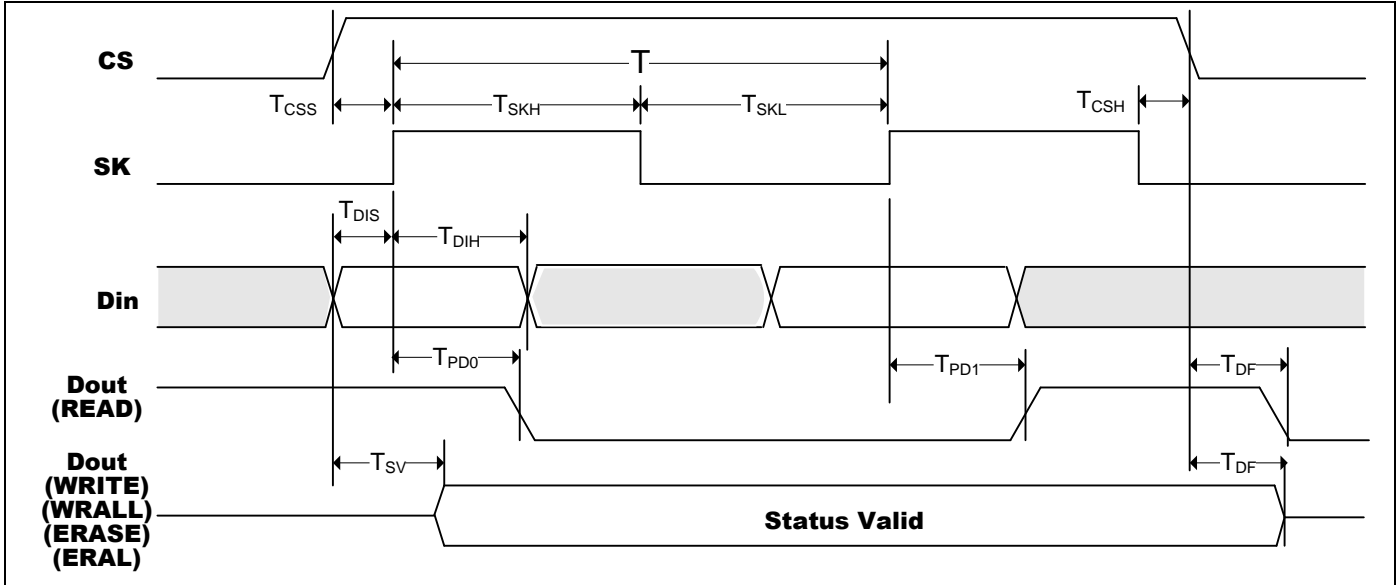 CS
T
TCSS
TSKH
TSKL
TCSH
SK
TDIS
TDIH
Din
TPD0
TPD1
TDF
Dout
(READ)
TSV
TDF
Dout
(WRITE)
(WRALL)
(ERASE)
(ERAL)
Status Valid